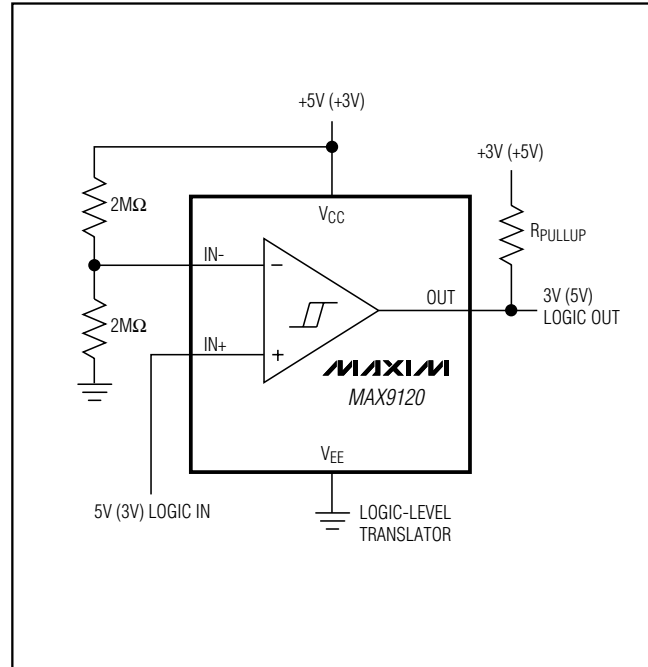 +5V (+3V)
+3V (+5V)
2MΩ
VCC
RPULLUP
IN-
−
OUT
3V (5V)
LOGIC OUT
2MΩ
IN+
+
MAXIM
MAX9120
VEE
5V (3V) LOGIC IN
LOGIC-LEVEL
TRANSLATOR